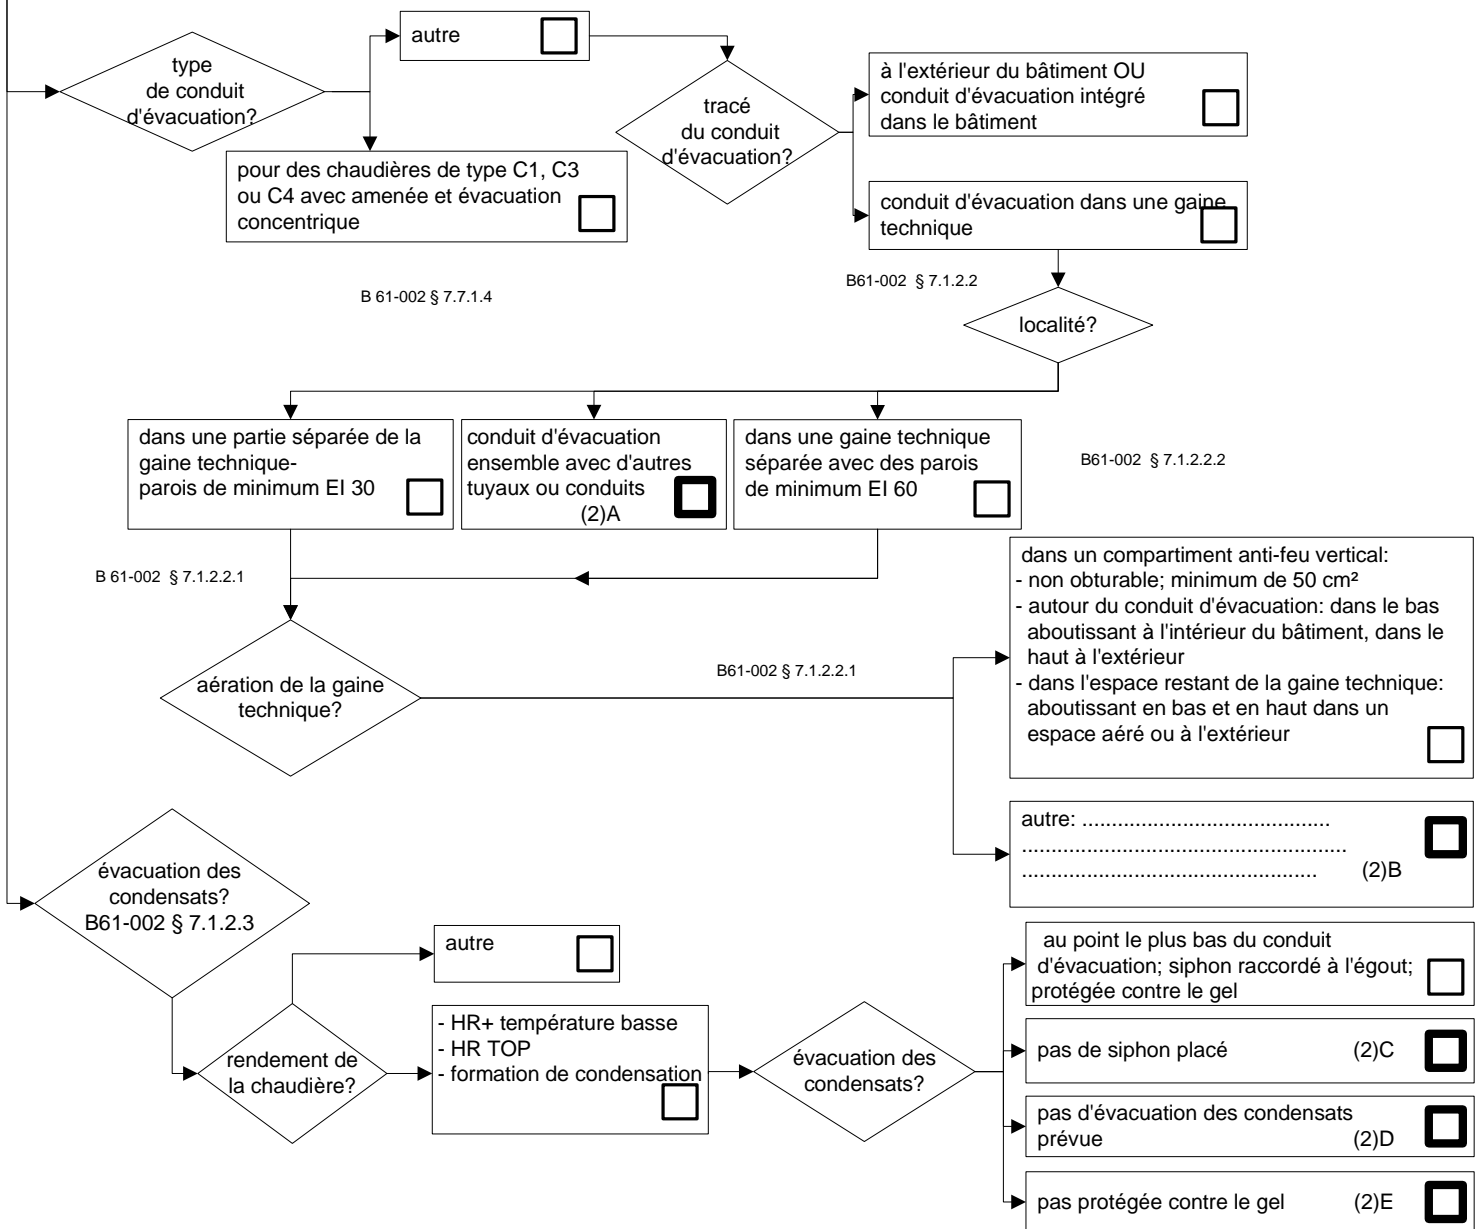 autre
type
de conduit
d'évacuation?
tracé
du conduit
d'évacuation?
à l'extérieur du bâtiment OU
conduit d'évacuation intégré
dans le bâtiment
pour des chaudières de type C1, C3
ou C4 avec amenée et évacuation
concentrique
conduit d'évacuation dans une gaine
technique
B 61-002 § 7.7.1.4
B61-002 § 7.1.2.2
localité?
dans une partie séparée de la
gaine technique-
parois de minimum EI 30
conduit d'évacuation
ensemble avec d'autres
tuyaux ou conduits
(2)A
dans une gaine technique
séparée avec des parois
de minimum EI 60
B61-002 § 7.1.2.2.2
B 61-002 § 7.1.2.2.1
aération de la gaine
technique?
B61-002 § 7.1.2.2.1
dans un compartiment anti-feu vertical:
- non obturable; minimum de 50 cm²
- autour du conduit d'évacuation: dans le bas
aboutissant à l'intérieur du bâtiment, dans le
haut à l'extérieur
- dans l'espace restant de la gaine technique:
aboutissant en bas et en haut dans un
espace aéré ou à l'extérieur
autre: ..........................................
.......................................................
.................................................. (2)B
évacuation des
condensats?
B61-002 § 7.1.2.3
autre
rendement de
la chaudière?
- HR+ température basse
- HR TOP
- formation de condensation
évacuation des
condensats?
au point le plus bas du conduit
d'évacuation; siphon raccordé à l'égout;
protégée contre le gel
pas de siphon placé (2)C
pas d'évacuation des condensats
prévue (2)D
pas protégée contre le gel (2)E